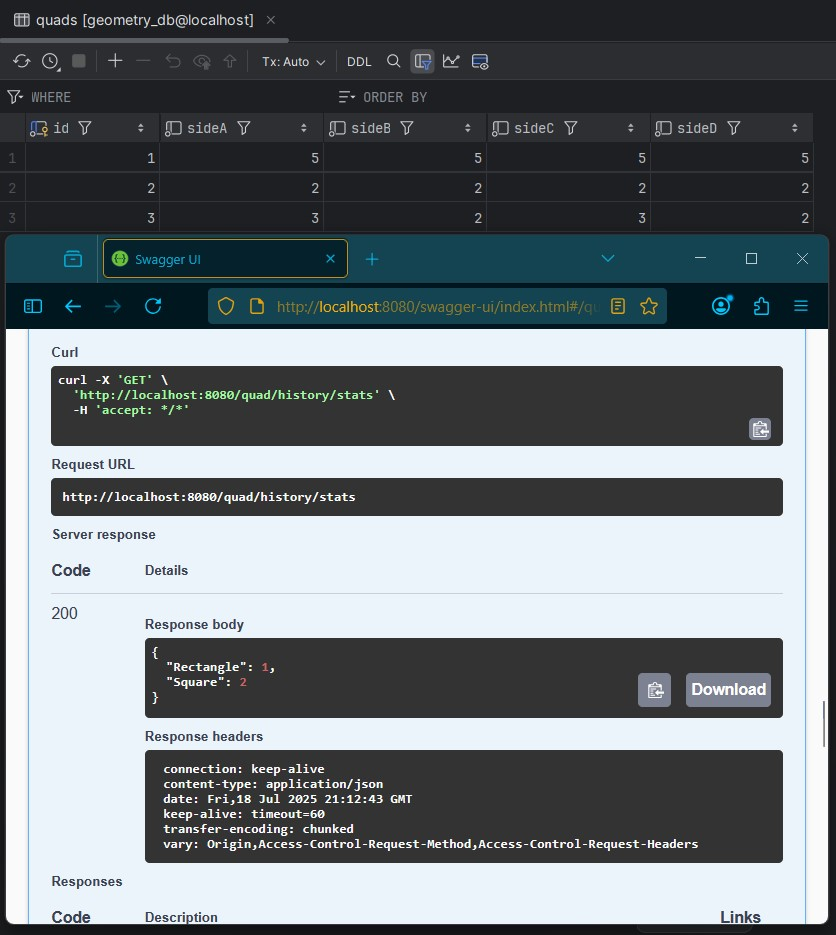 quads [geometry_db@localhost]
Tx: Auto DDL
WHERE ORDER BY
id sideA sideB sideC sideD
1 1 5 5 5 5
2 2 2 2 2 2
3 3 3 2 3 2
Swagger UI
http://localhost:8080/swagger-ui/index.html#/qu
Curl
curl -X 'GET' \
'http://localhost:8080/quad/history/stats' \
-H 'accept: */*'
Request URL
http://localhost:8080/quad/history/stats
Server response
Code Details
200
Response body
{
"Rectangle": 1,
"Square": 2
}
Download
Response headers
connection: keep-alive
content-type: application/json
date: Fri,18 Jul 2025 21:12:43 GMT
keep-alive: timeout=60
transfer-encoding: chunked
vary: Origin,Access-Control-Request-Method,Access-Control-Request-Headers
Responses
Code Description Links